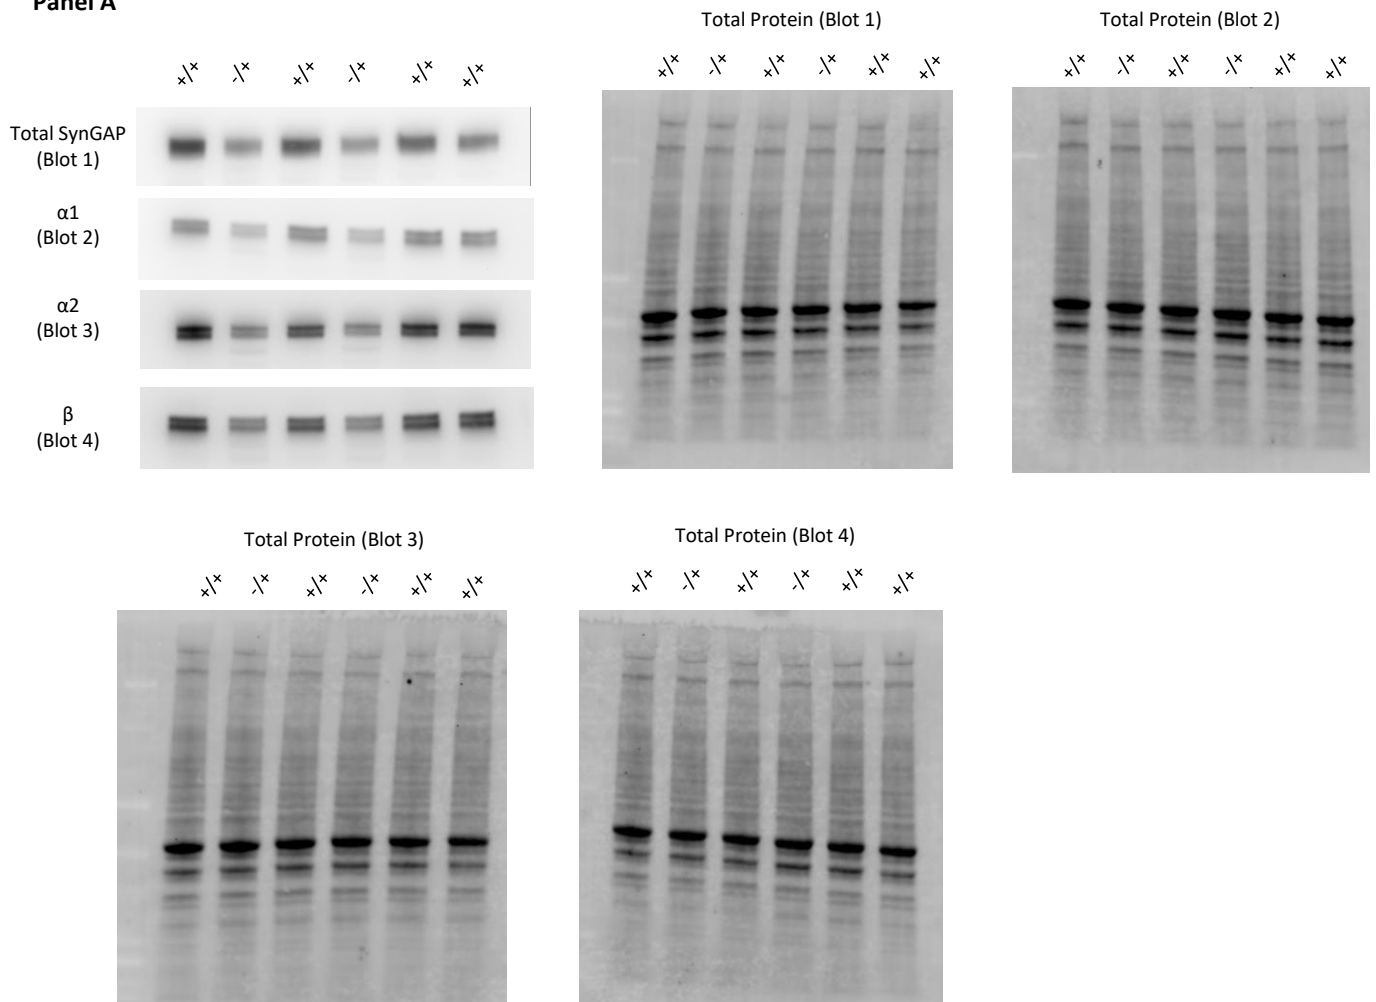 Panel A
+/+ -/+ +/+ -/+ +/+ +/+
Total SynGAP
(Blot 1)
α1
(Blot 2)
α2
(Blot 3)
β
(Blot 4)
Total Protein (Blot 1)
+/+ -/+ +/+ -/+ +/+ +/+
Total Protein (Blot 2)
+/+ -/+ +/+ -/+ +/+ +/+
Total Protein (Blot 3)
+/+ -/+ +/+ -/+ +/+ +/+
Total Protein (Blot 4)
+/+ -/+ +/+ -/+ +/+ +/+